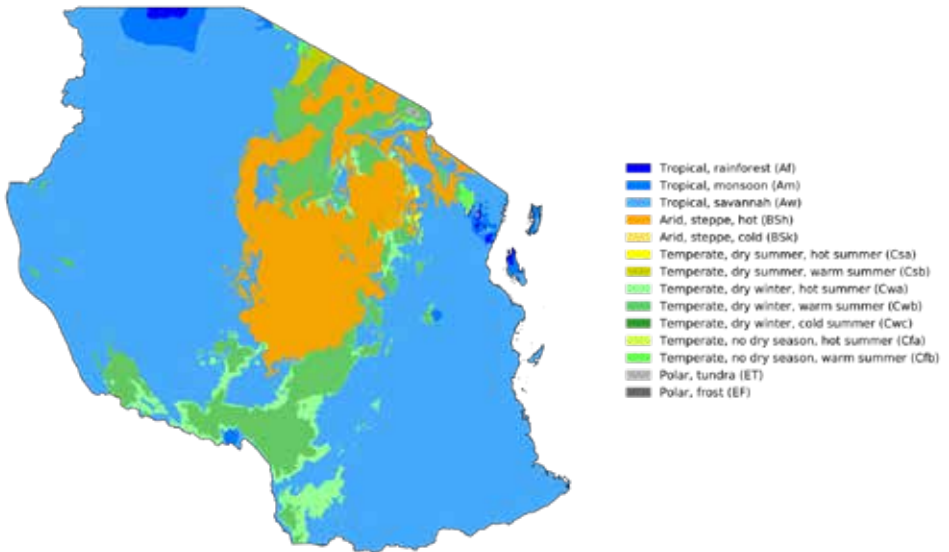 Tropical, rainforest (Af)
Tropical, monsoon (Am)
Tropical, savannah (Aw)
Arid, steppe, hot (BSh)
Arid, steppe, cold (BSk)
Temperate, dry summer, hot summer (Csa)
Temperate, dry summer, warm summer (Csb)
Temperate, dry winter, hot summer (Cwa)
Temperate, dry winter, warm summer (Cwb)
Temperate, dry winter, cold summer (Cwc)
Temperate, no dry season, hot summer (Cfa)
Temperate, no dry season, warm summer (Cfb)
Polar, tundra (ET)
Polar, frost (EF)